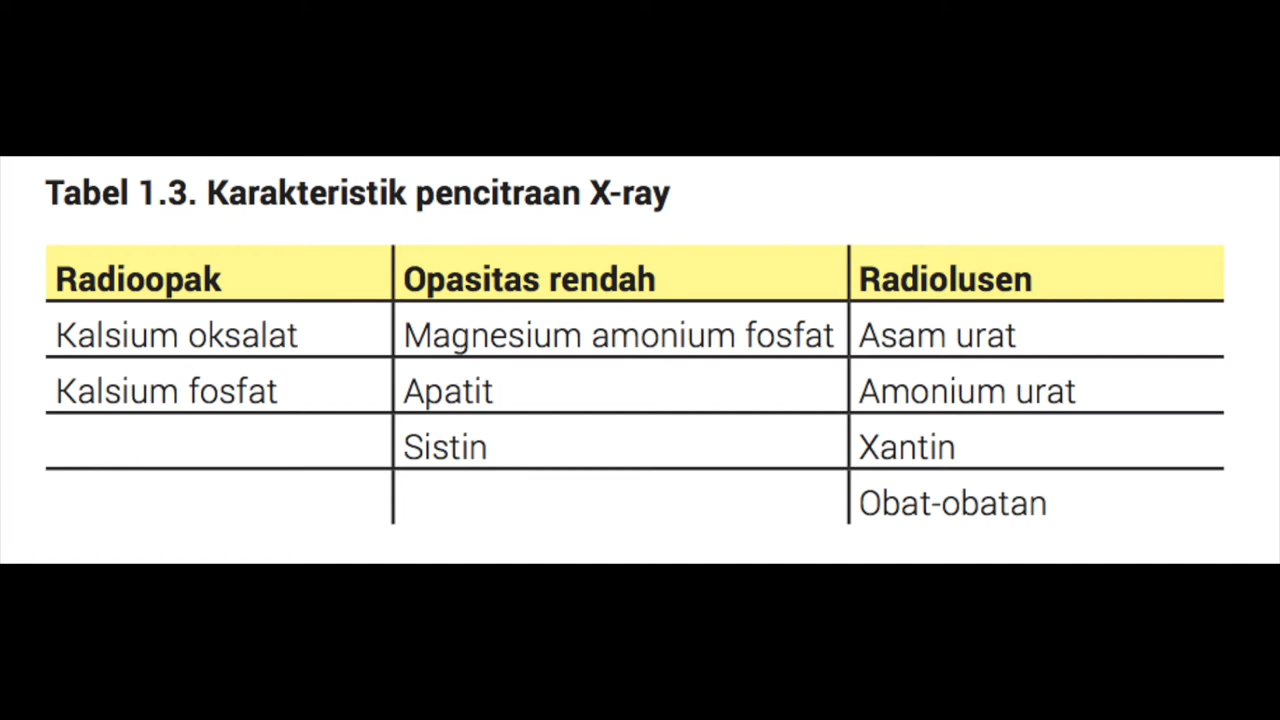 Tabel 1.3. Karakteristik pencitraan X-ray
Radioopak Opasitas rendah Radiolusen
Kalsium oksalat Magnesium amonium fosfat Asam urat
Kalsium fosfat Apatit Amonium urat
Sistin Xantin
Obat-obatan